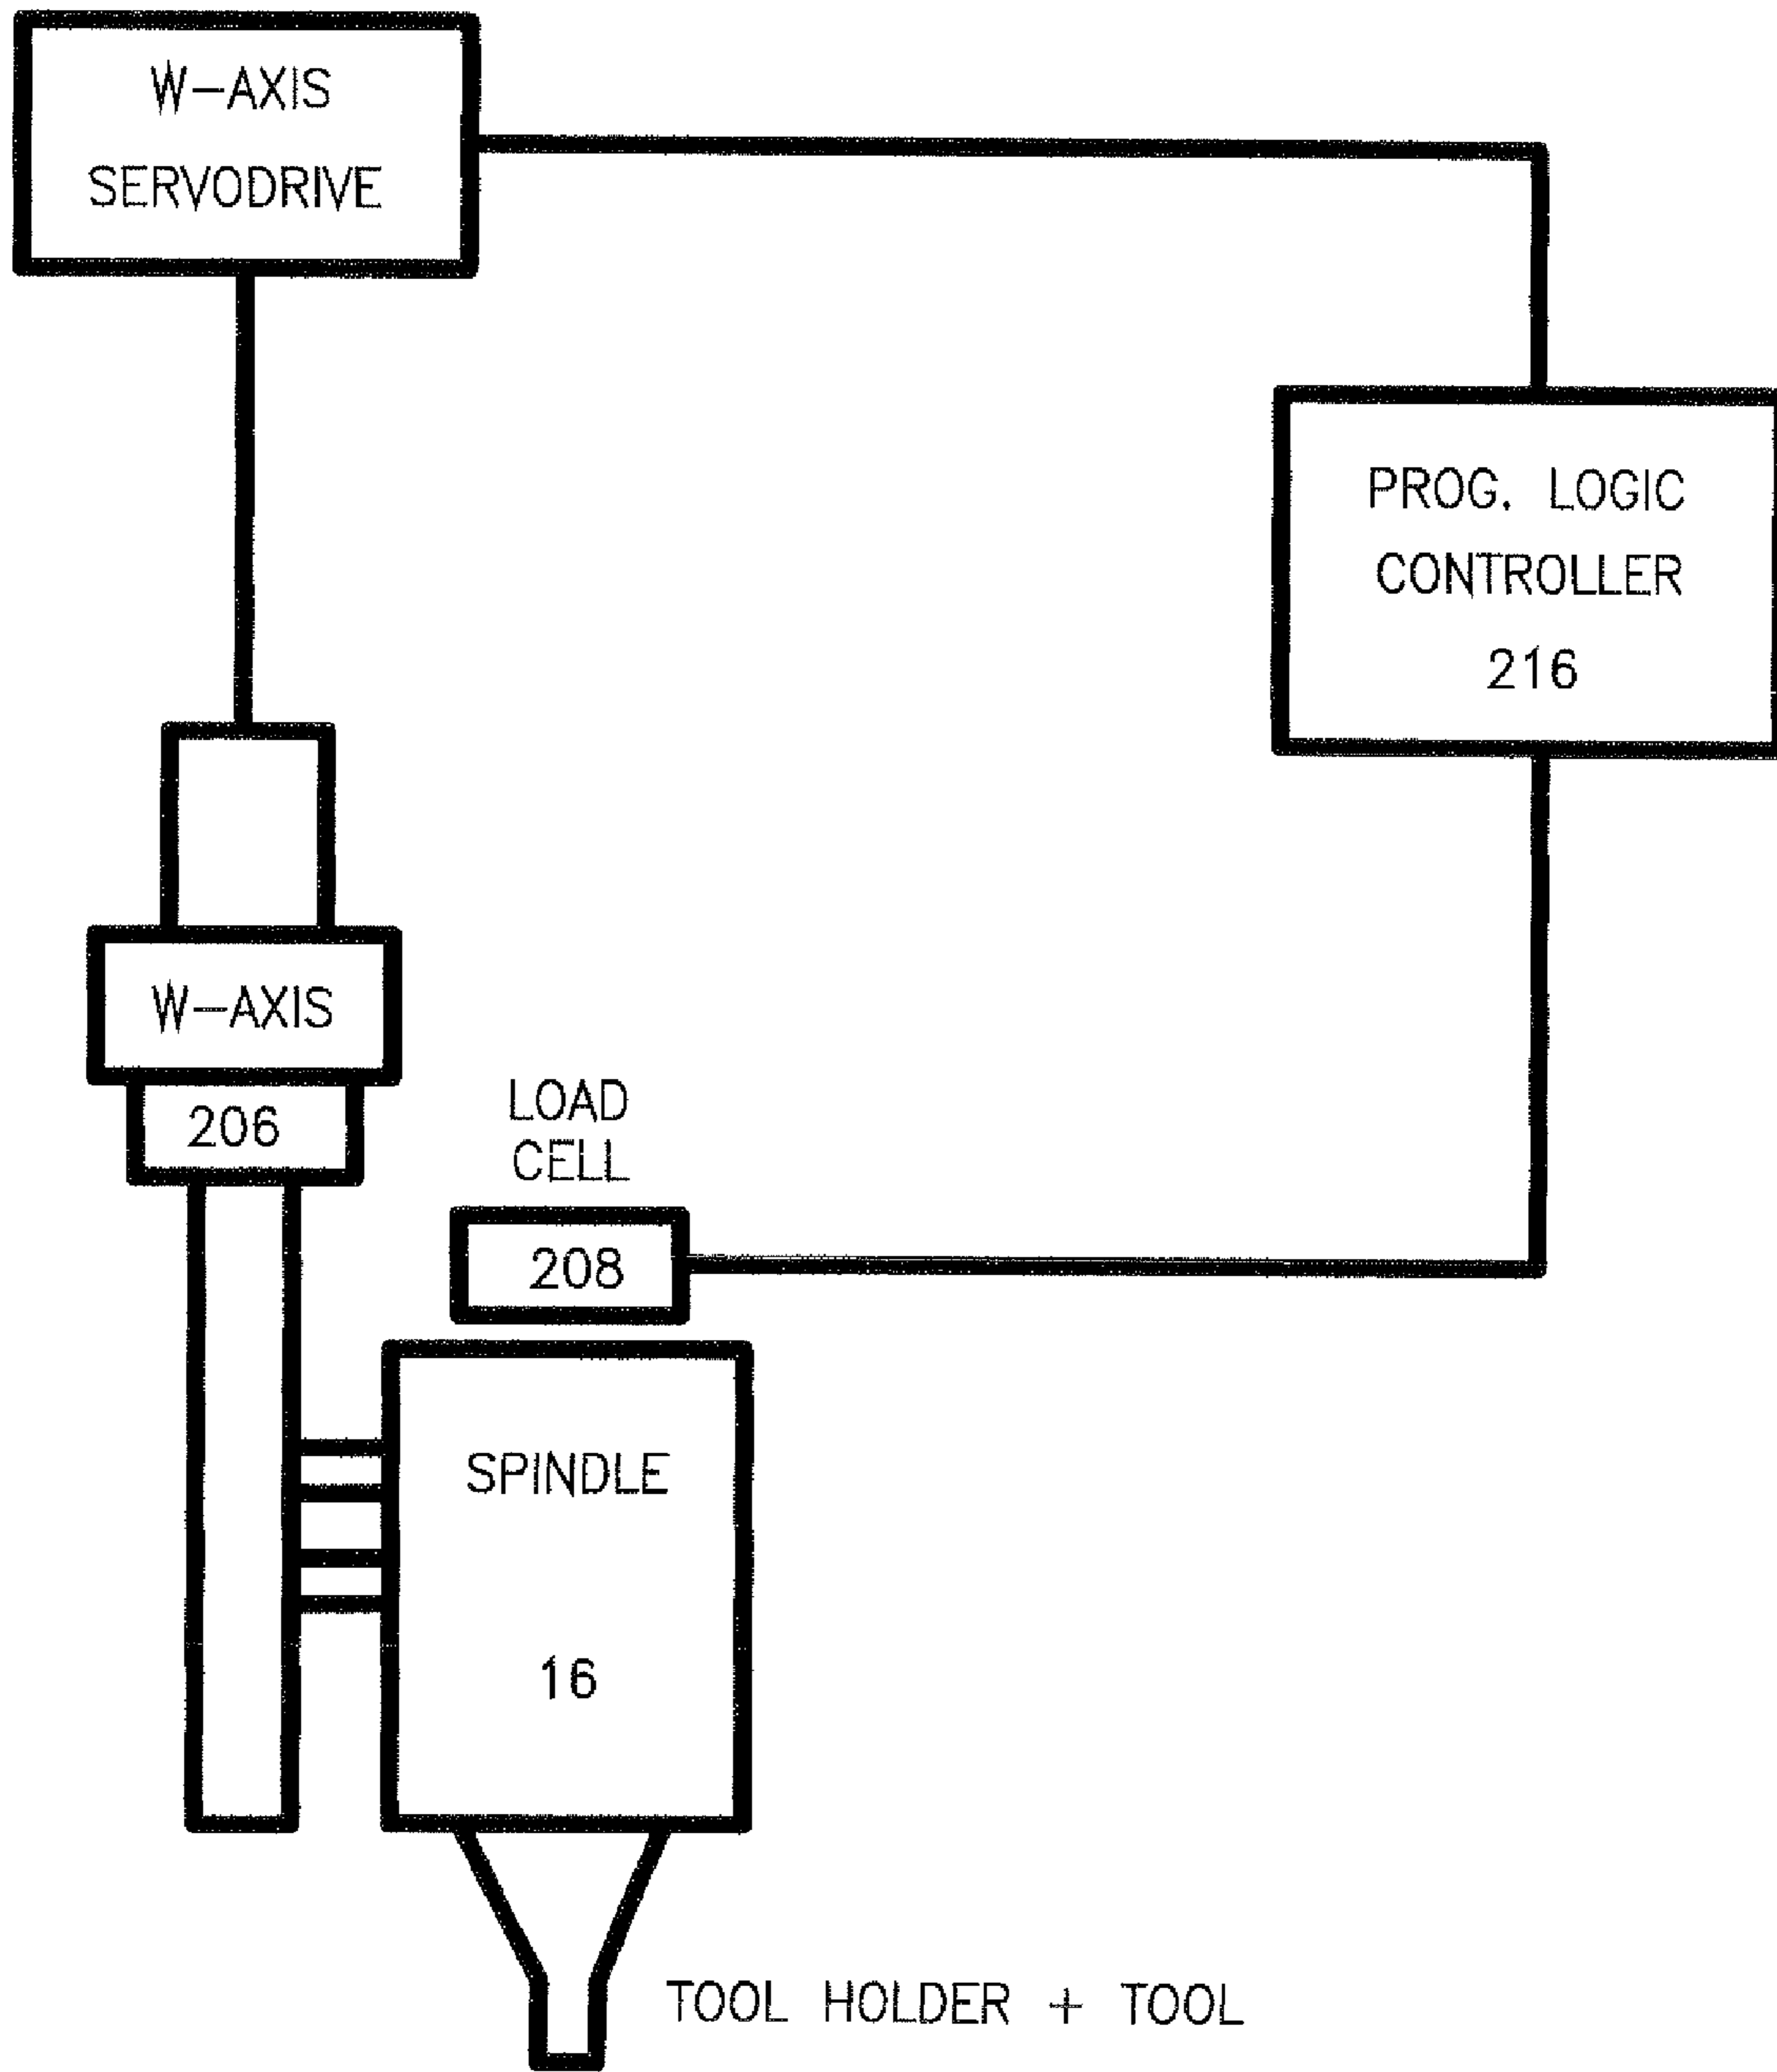 W-AXIS
SERVODRIVE
PROG. LOGIC
CONTROLLER
216
W-AXIS
206
LOAD
CELL
208
SPINDLE
16
TOOL HOLDER + TOOL